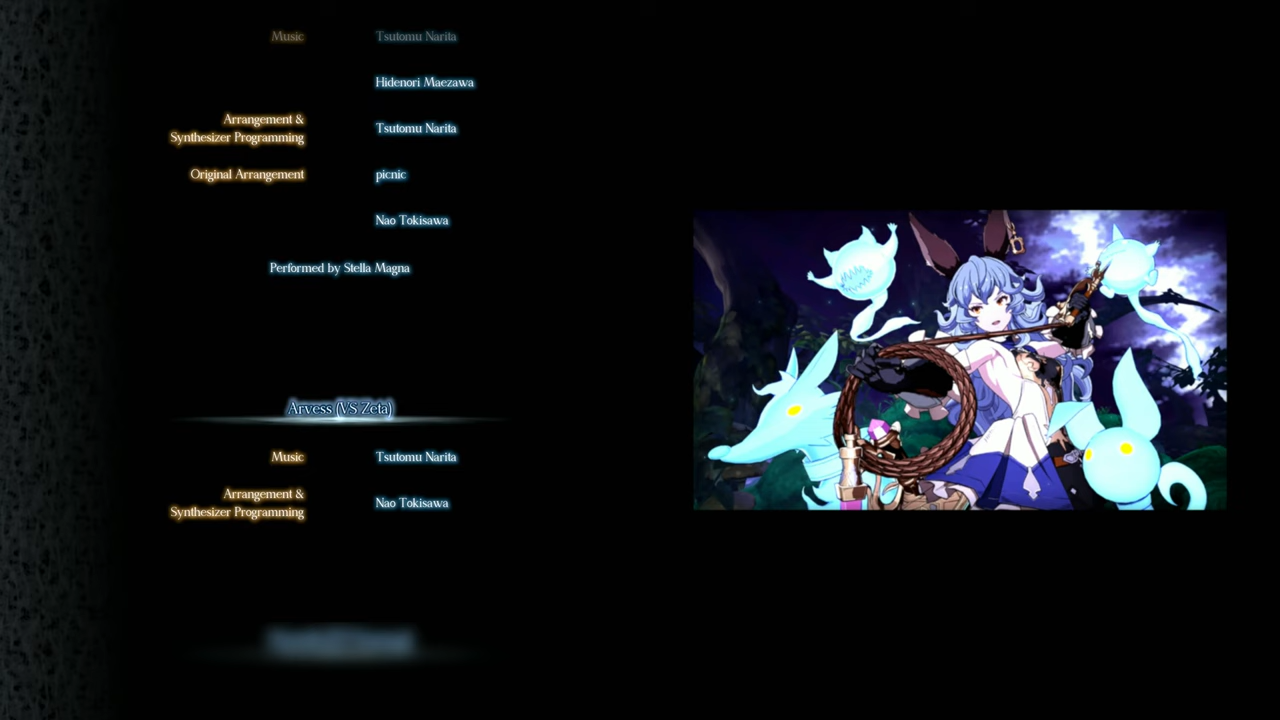 Music Tsutomu Narita
Hidenori Maezawa
Arrangement &
Synthesizer Programming Tsutomu Narita
Original Arrangement picnic
Nao Tokisawa
Performed by Stella Magna
Arvess (VS Zeta)
Music Tsutomu Narita
Arrangement &
Synthesizer Programming Nao Tokisawa